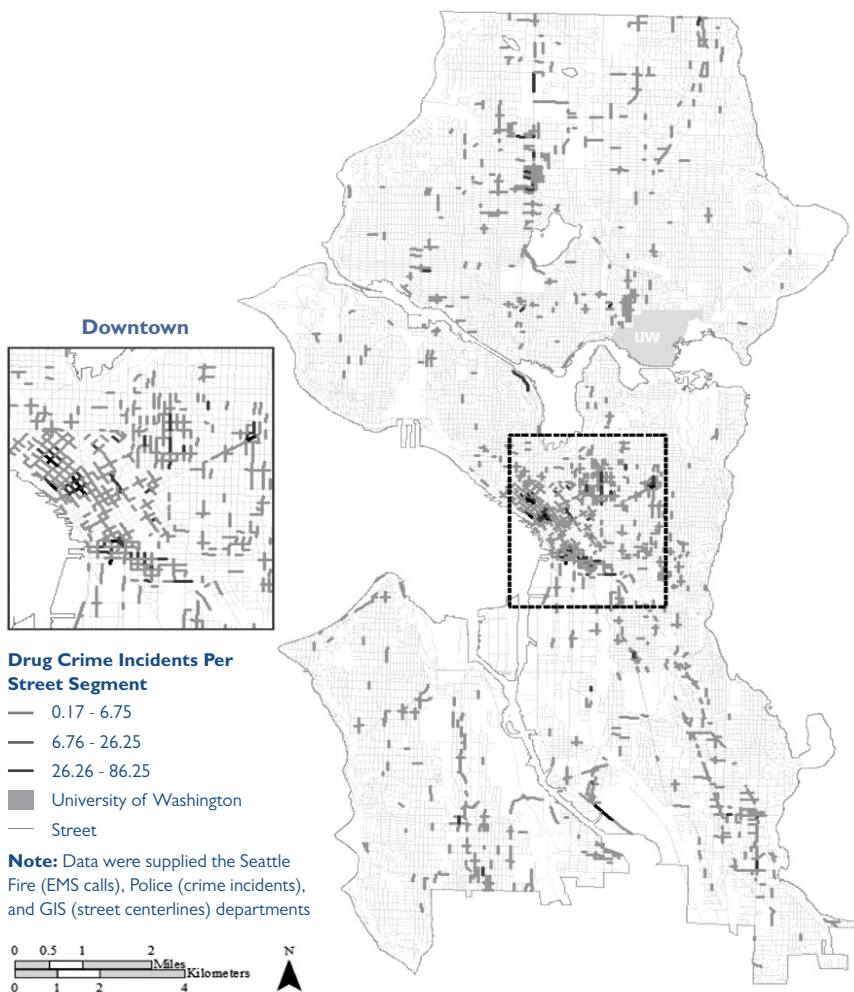 UW
Downtown
Drug Crime Incidents Per
Street Segment
0.17 - 6.75
6.76 - 26.25
26.26 - 86.25
University of Washington
Street
Note: Data were supplied the Seattle
Fire (EMS calls), Police (crime incidents),
and GIS (street centerlines) departments
0 0.5 1 2
Miles
Kilometers
0 1 2 4
N